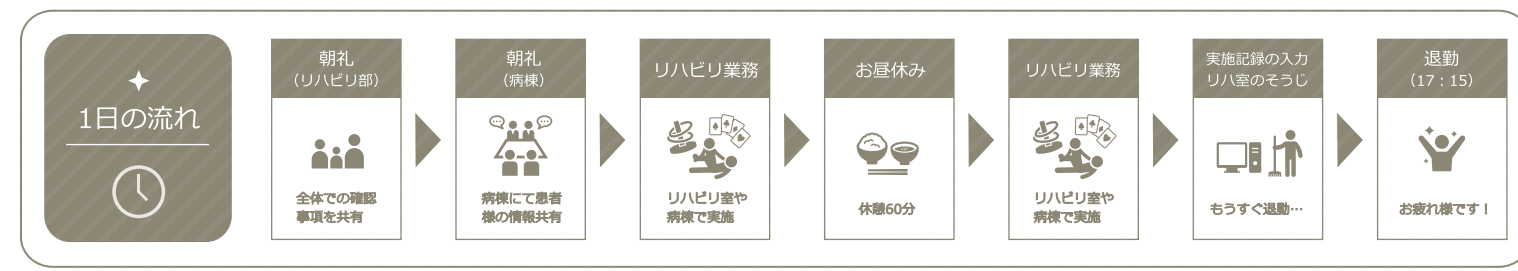 1日の流れ
朝礼
（リハビリ部）
全体での確認
事項を共有
朝礼
（病棟）
病棟にて患者
様の情報共有
リハビリ業務
リハビリ室や
病棟で実施
お昼休み
休憩60分
リハビリ業務
リハビリ室や
病棟で実施
実施記録の入力
リハ室のそうじ
もうすぐ退勤…
退勤
（17：15）
お疲れ様です！